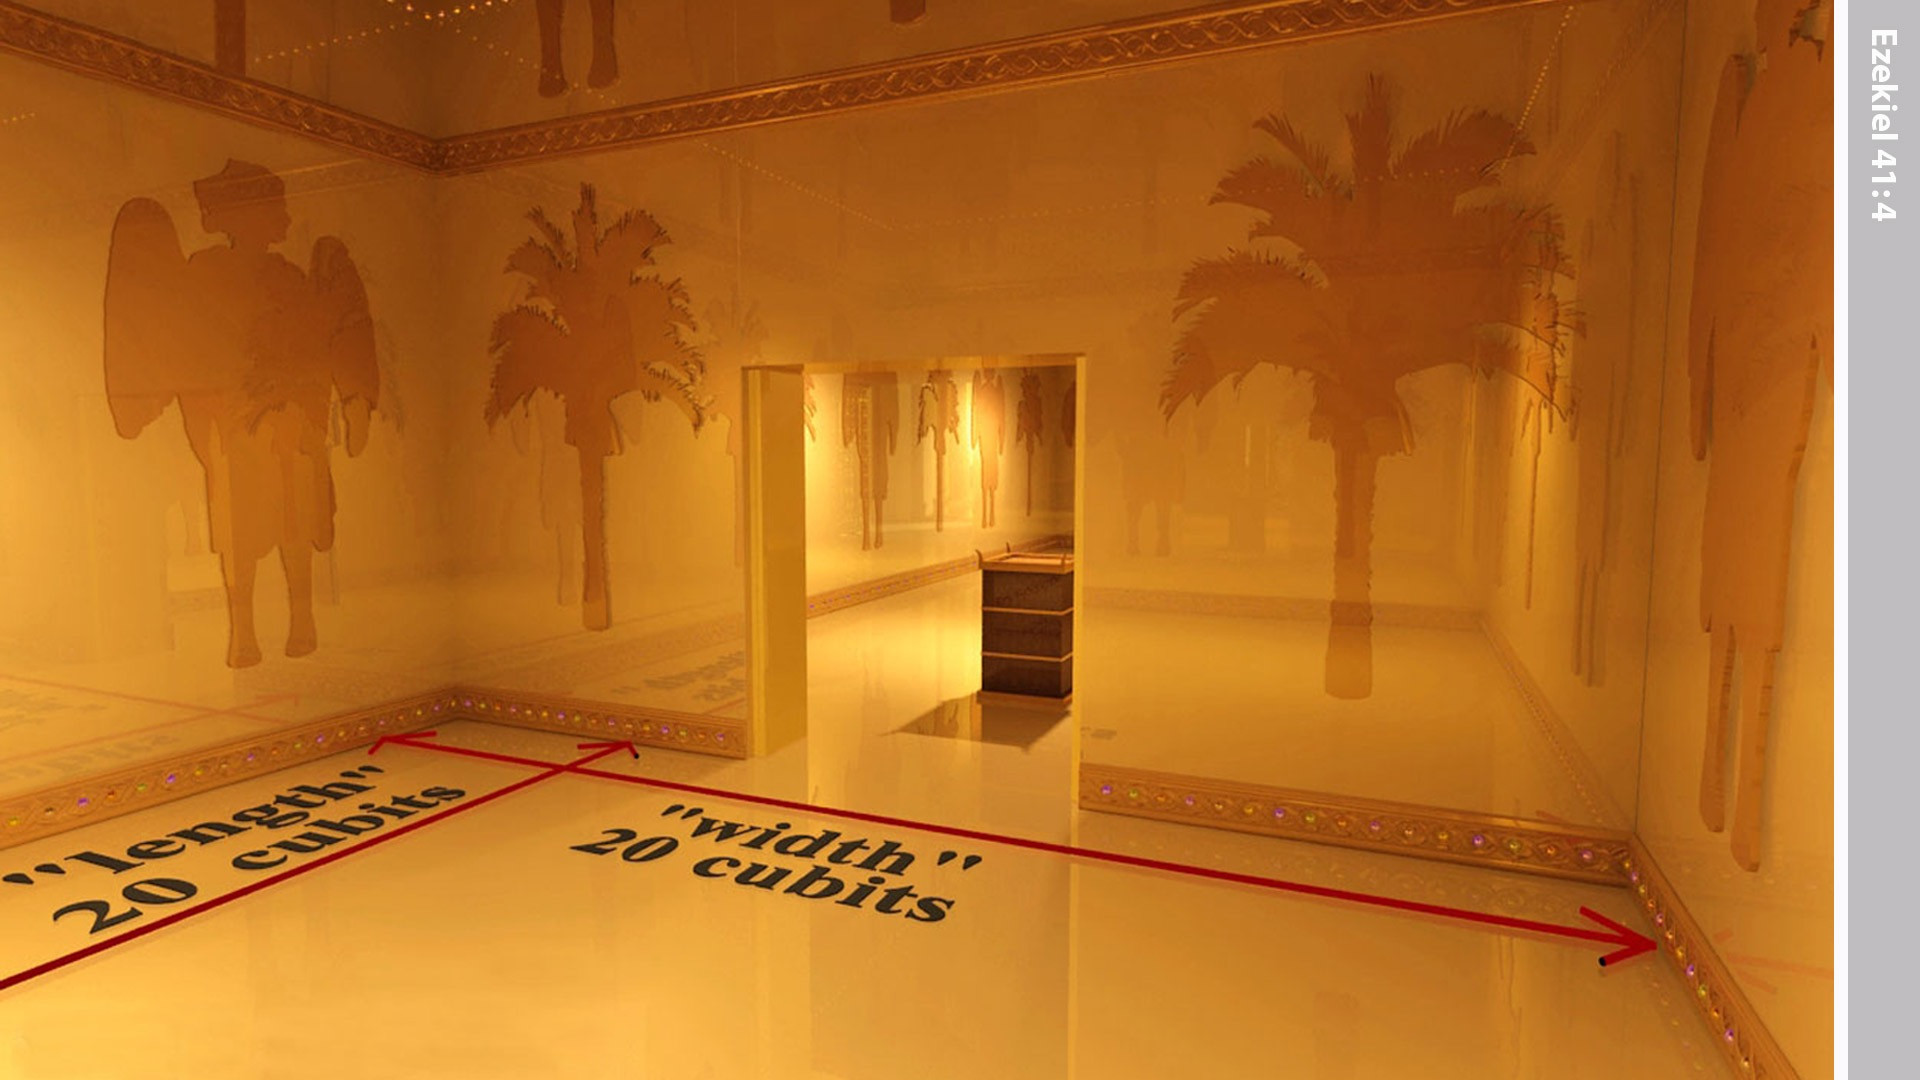 "length"
20 cubits
"width"
20 cubits
Ezekiel 41:4